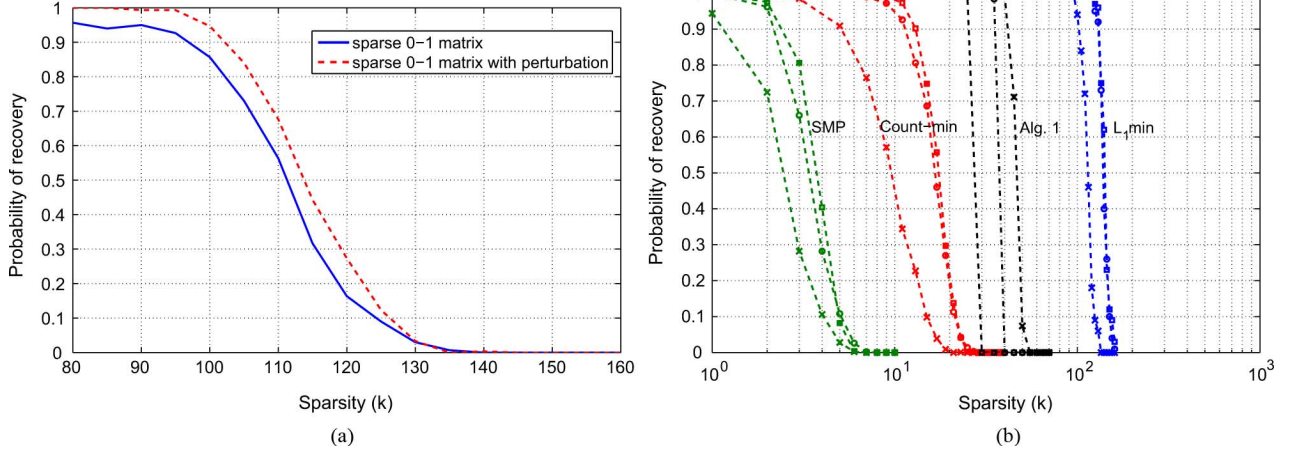 1
0.9
0.8
0.7
0.6
0.5
0.4
0.3
0.2
0.1
0
80 90 100 110 120 130 140 150 160
Probability of recovery
Sparsity (k)
sparse 0−1 matrix
sparse 0−1 matrix with perturbation
(a)
0.9
0.8
0.7
0.6
0.5
0.4
0.3
0.2
0.1
0
10^0 10^1 10^2 10^3
Probability of recovery
Sparsity (k)
SMP Count−min Alg. 1 L_1min
(b)